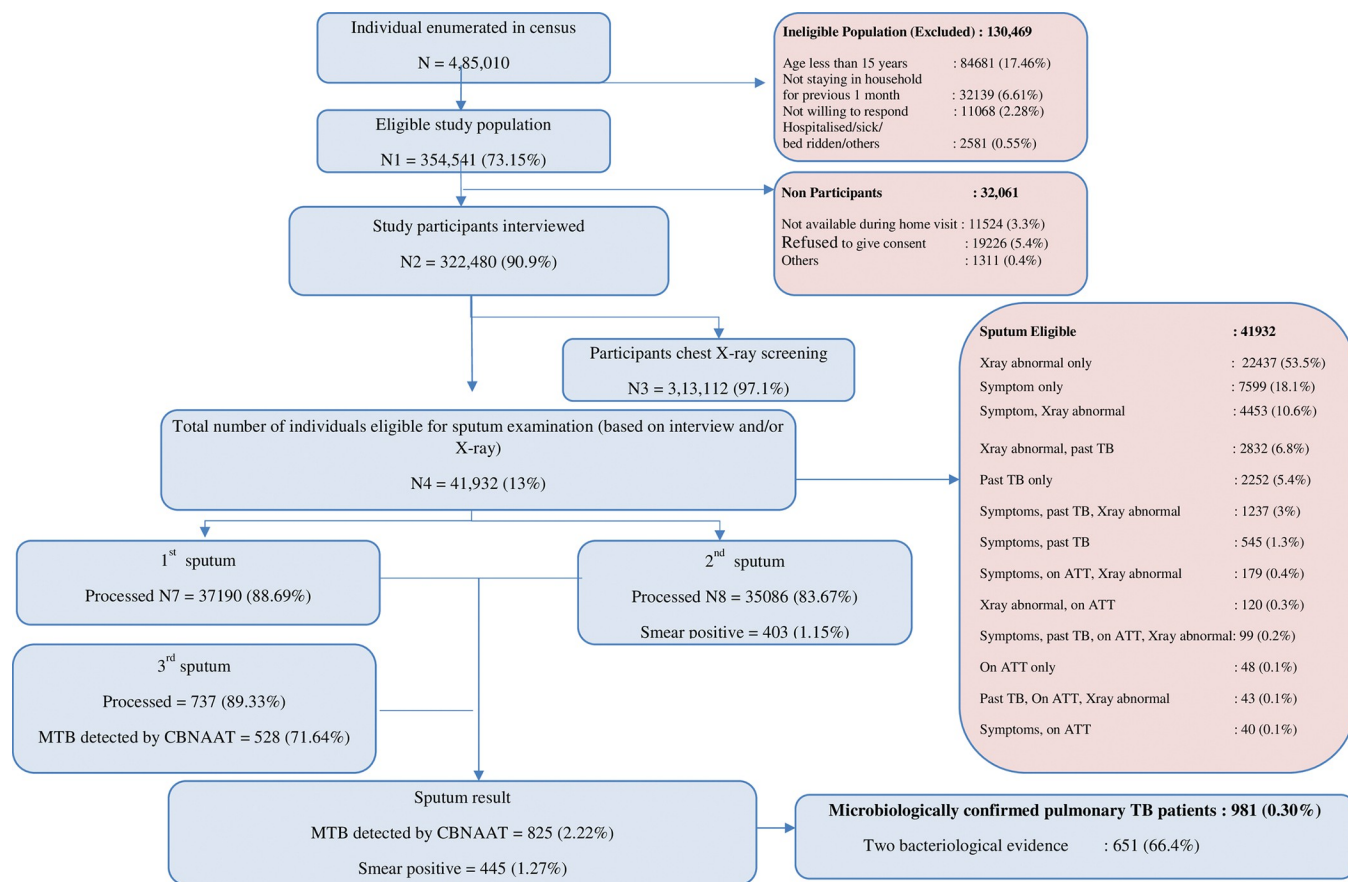 Individual enumerated in census
N = 4,85,010
Ineligible Population (Excluded) : 130,469
Age less than 15 years : 84681 (17.46%)
Not staying in household
for previous 1 month : 32139 (6.61%)
Not willing to respond : 11068 (2.28%)
Hospitalised/sick/
bed ridden/others : 2581 (0.55%)
Eligible study population
N1 = 354,541 (73.15%)
Non Participants : 32,061
Not available during home visit : 11524 (3.3%)
Refused to give consent : 19226 (5.4%)
Others : 1311 (0.4%)
Study participants interviewed
N2 = 322,480 (90.9%)
Participants chest X-ray screening
N3 = 3,13,112 (97.1%)
Total number of individuals eligible for sputum examination (based on interview and/or
X-ray)
N4 = 41,932 (13%)
Sputum Eligible : 41932
Xray abnormal only : 22437 (53.5%)
Symptom only : 7599 (18.1%)
Symptom, Xray abnormal : 4453 (10.6%)
Xray abnormal, past TB : 2832 (6.8%)
Past TB only : 2252 (5.4%)
Symptoms, past TB, Xray abnormal : 1237 (3%)
Symptoms, past TB : 545 (1.3%)
Symptoms, on ATT, Xray abnormal : 179 (0.4%)
Xray abnormal, on ATT : 120 (0.3%)
Symptoms, past TB, on ATT, Xray abnormal: 99 (0.2%)
On ATT only : 48 (0.1%)
Past TB, On ATT, Xray abnormal : 43 (0.1%)
Symptoms, on ATT : 40 (0.1%)
1st sputum
Processed N7 = 37190 (88.69%)
2nd sputum
Processed N8 = 35086 (83.67%)
Smear positive = 403 (1.15%)
3rd sputum
Processed = 737 (89.33%)
MTB detected by CBNAAT = 528 (71.64%)
Sputum result
MTB detected by CBNAAT = 825 (2.22%)
Smear positive = 445 (1.27%)
Microbiologically confirmed pulmonary TB patients : 981 (0.30%)
Two bacteriological evidence : 651 (66.4%)